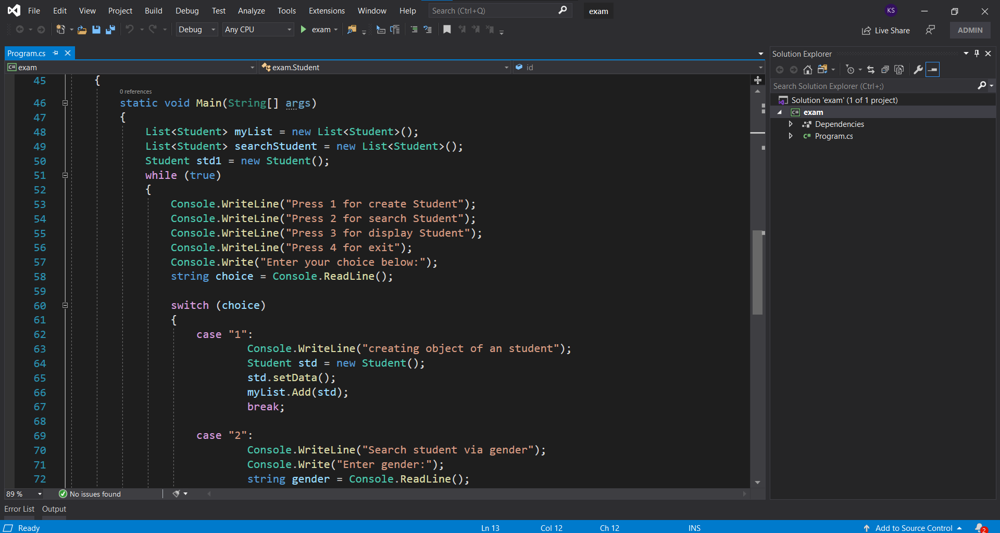 File Edit View Project Build Debug Test Analyze Tools Extensions Window Help Search (Ctrl+Q) exam KS
Debug Any CPU exam Live Share ADMIN
Program.cs
C# exam exam.Student id
45 {
0 references
46 static void Main(String[] args)
47 {
48 List<Student> myList = new List<Student>();
49 List<Student> searchStudent = new List<Student>();
50 Student std1 = new Student();
51 while (true)
52 {
53 Console.WriteLine("Press 1 for create Student");
54 Console.WriteLine("Press 2 for search Student");
55 Console.WriteLine("Press 3 for display Student");
56 Console.WriteLine("Press 4 for exit");
57 Console.Write("Enter your choice below:");
58 string choice = Console.ReadLine();
59
60 switch (choice)
61 {
62 case "1":
63 Console.WriteLine("creating object of an student");
64 Student std = new Student();
65 std.setData();
66 myList.Add(std);
67 break;
68
69 case "2":
70 Console.WriteLine("Search student via gender");
71 Console.Write("Enter gender:");
72 string gender = Console.ReadLine();
89 % No issues found
Solution Explorer
Search Solution Explorer (Ctrl+;)
Solution 'exam' (1 of 1 project)
C# exam
Dependencies
C# Program.cs
Error List Output
Ready Ln 13 Col 12 Ch 12 INS Add to Source Control 2